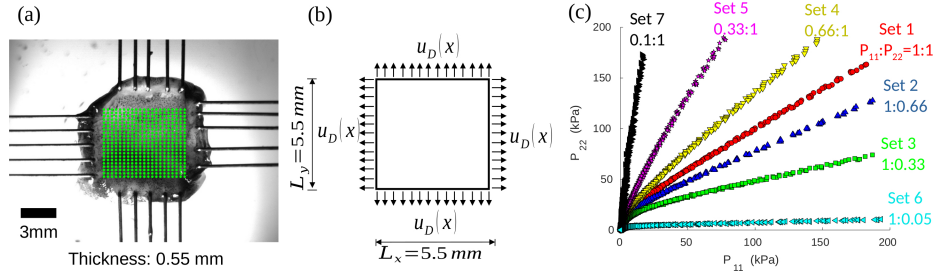 (a)
3mm
Thickness: 0.55 mm
(b)
u_D(x)
u_D(x)
u_D(x)
u_D(x)
L_y=5.5 mm
L_x=5.5 mm
(c)
Set 7
0.1:1
Set 5
0.33:1
Set 4
0.66:1
Set 1
P_11:P_22=1:1
Set 2
1:0.66
Set 3
1:0.33
Set 6
1:0.05
200
150
100
50
0
P_22 (kPa)
0
50
100
150
200
P_11 (kPa)